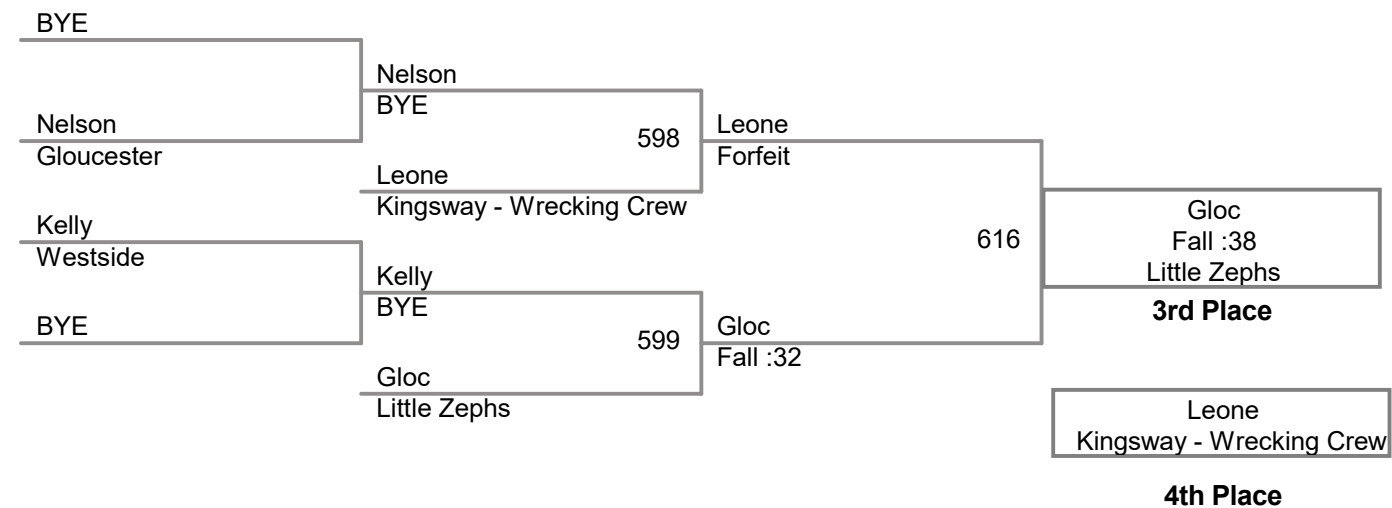 BYE
Nelson
BYE
Nelson
Gloucester
598
Leone
Forfeit
Leone
Kingsway - Wrecking Crew
Kelly
Westside
616
Gloc
Fall :38
Little Zephs
3rd Place
Kelly
BYE
BYE
599
Gloc
Fall :32
Gloc
Little Zephs
Leone
Kingsway - Wrecking Crew
4th Place